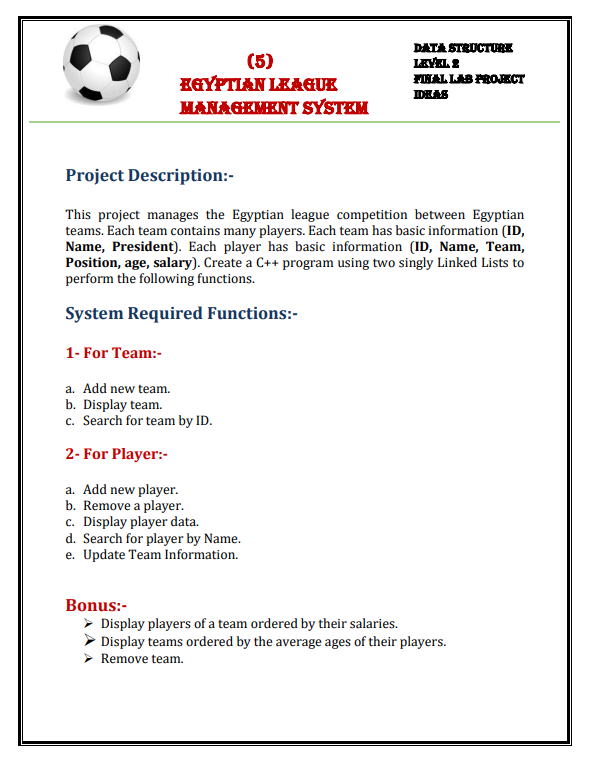 (5)
EGYPTIAN LEAGUE
MANAGEMENT SYSTEM
DATA STRUCTURE
LEVEL 2
FINAL LAB PROJECT
IDEAS
Project Description:-
This project manages the Egyptian league competition between Egyptian
teams. Each team contains many players. Each team has basic information (ID,
Name, President). Each player has basic information (ID, Name, Team,
Position, age, salary). Create a C++ program using two singly Linked Lists to
perform the following functions.
System Required Functions:-
1- For Team:-
a. Add new team.
b. Display team.
c. Search for team by ID.
2- For Player:-
a. Add new player.
b. Remove a player.
c. Display player data.
d. Search for player by Name.
e. Update Team Information.
Bonus:-
➢ Display players of a team ordered by their salaries.
➢ Display teams ordered by the average ages of their players.
➢ Remove team.